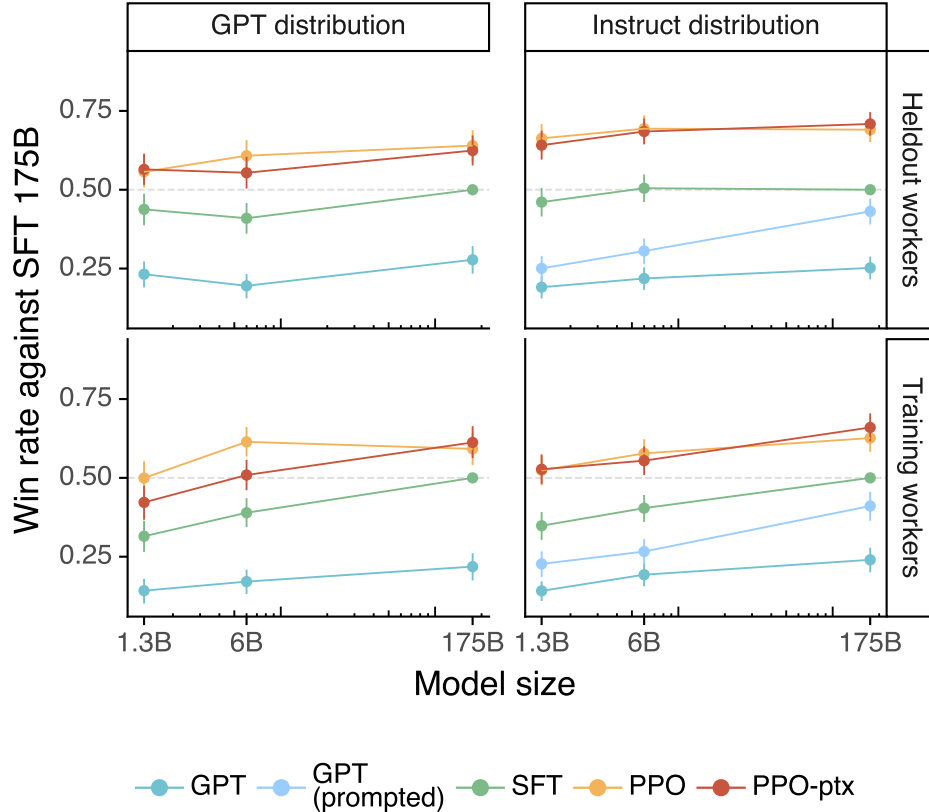 GPT distribution
Instruct distribution
Win rate against SFT 175B
0.75
0.50
0.25
Heldout workers
0.75
0.50
0.25
Training workers
1.3B
6B
175B
1.3B
6B
175B
Model size
GPT
GPT
(prompted)
SFT
PPO
PPO-ptx